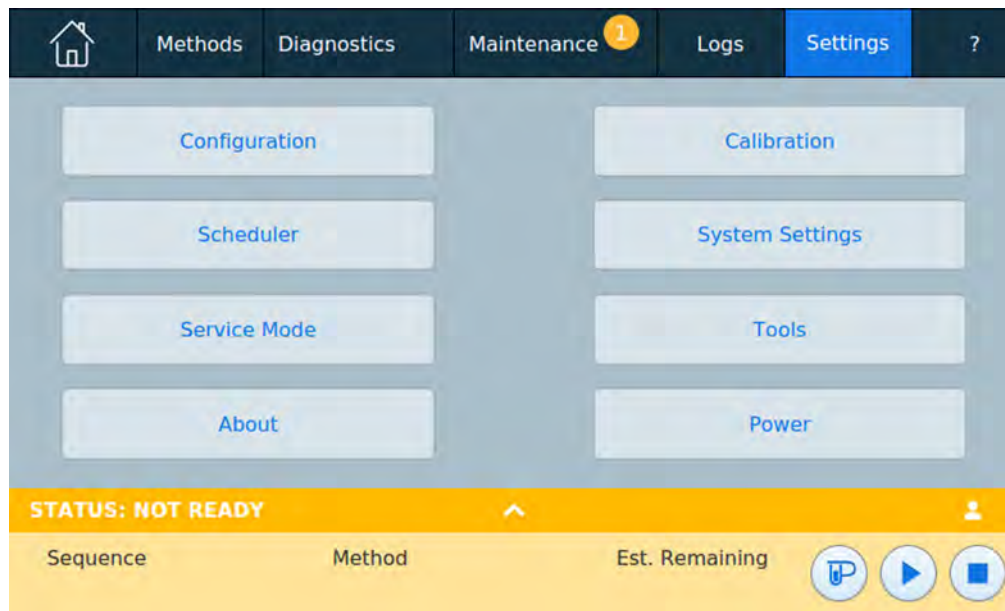 Methods Diagnostics Maintenance 1 Logs Settings ?
Configuration Calibration
Scheduler System Settings
Service Mode Tools
About Power
STATUS: NOT READY
Sequence Method Est. Remaining